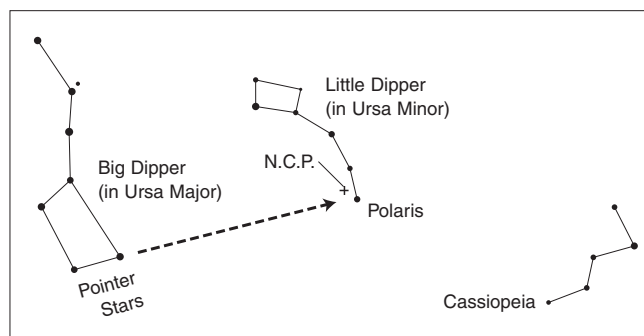 Big Dipper
(in Ursa Major)
Pointer
Stars
Little Dipper
(in Ursa Minor)
N.C.P.
Polaris
Cassiopeia